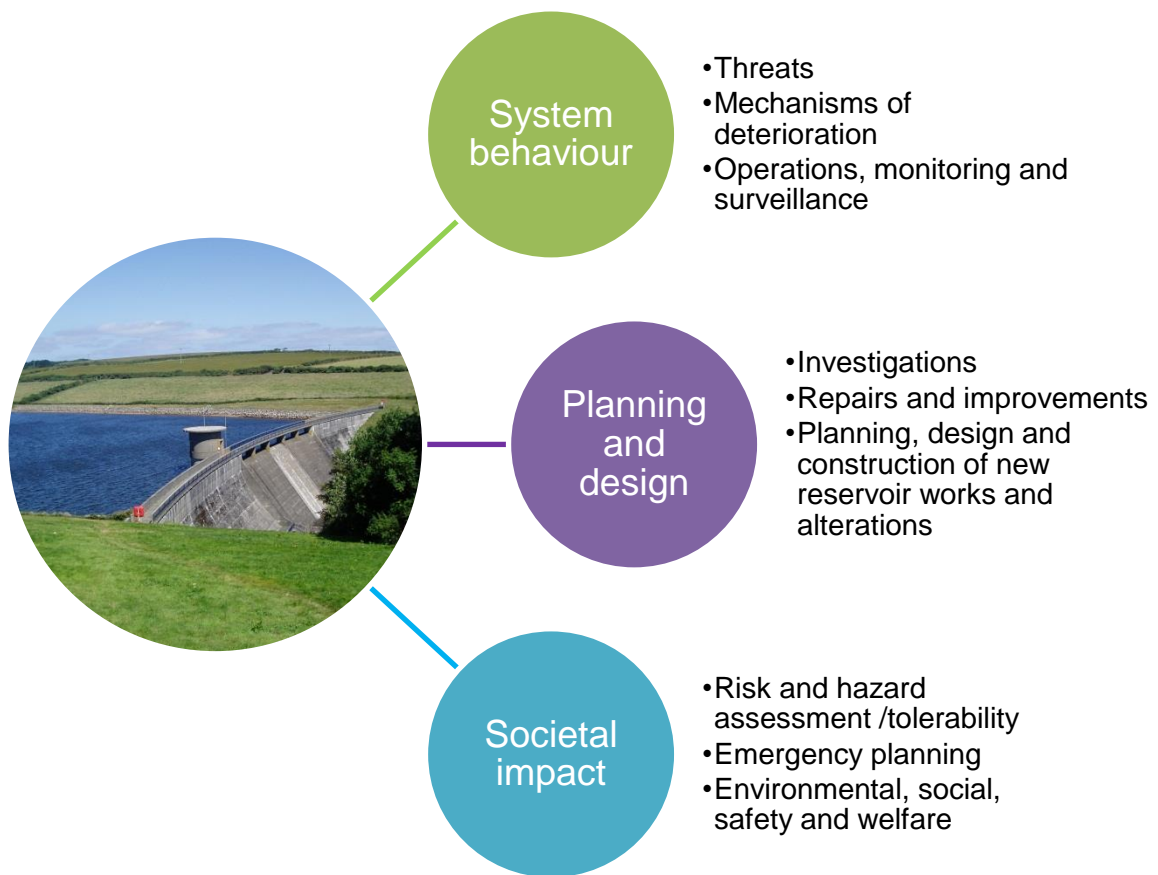 System
behaviour
•Threats
•Mechanisms of
deterioration
•Operations, monitoring and
surveillance
Planning
and
design
•Investigations
•Repairs and improvements
•Planning, design and
construction of new
reservoir works and
alterations
Societal
impact
•Risk and hazard
assessment /tolerability
•Emergency planning
•Environmental, social,
safety and welfare